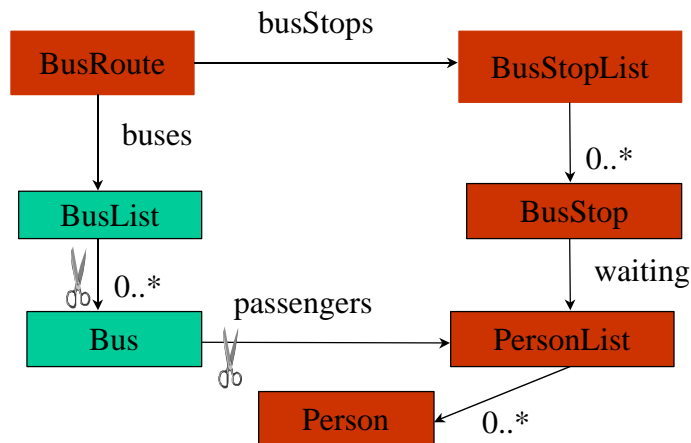 busStops
BusRoute
BusStopList
buses
0..*
BusList
BusStop
0..*
waiting
passengers
Bus
PersonList
Person
0..*